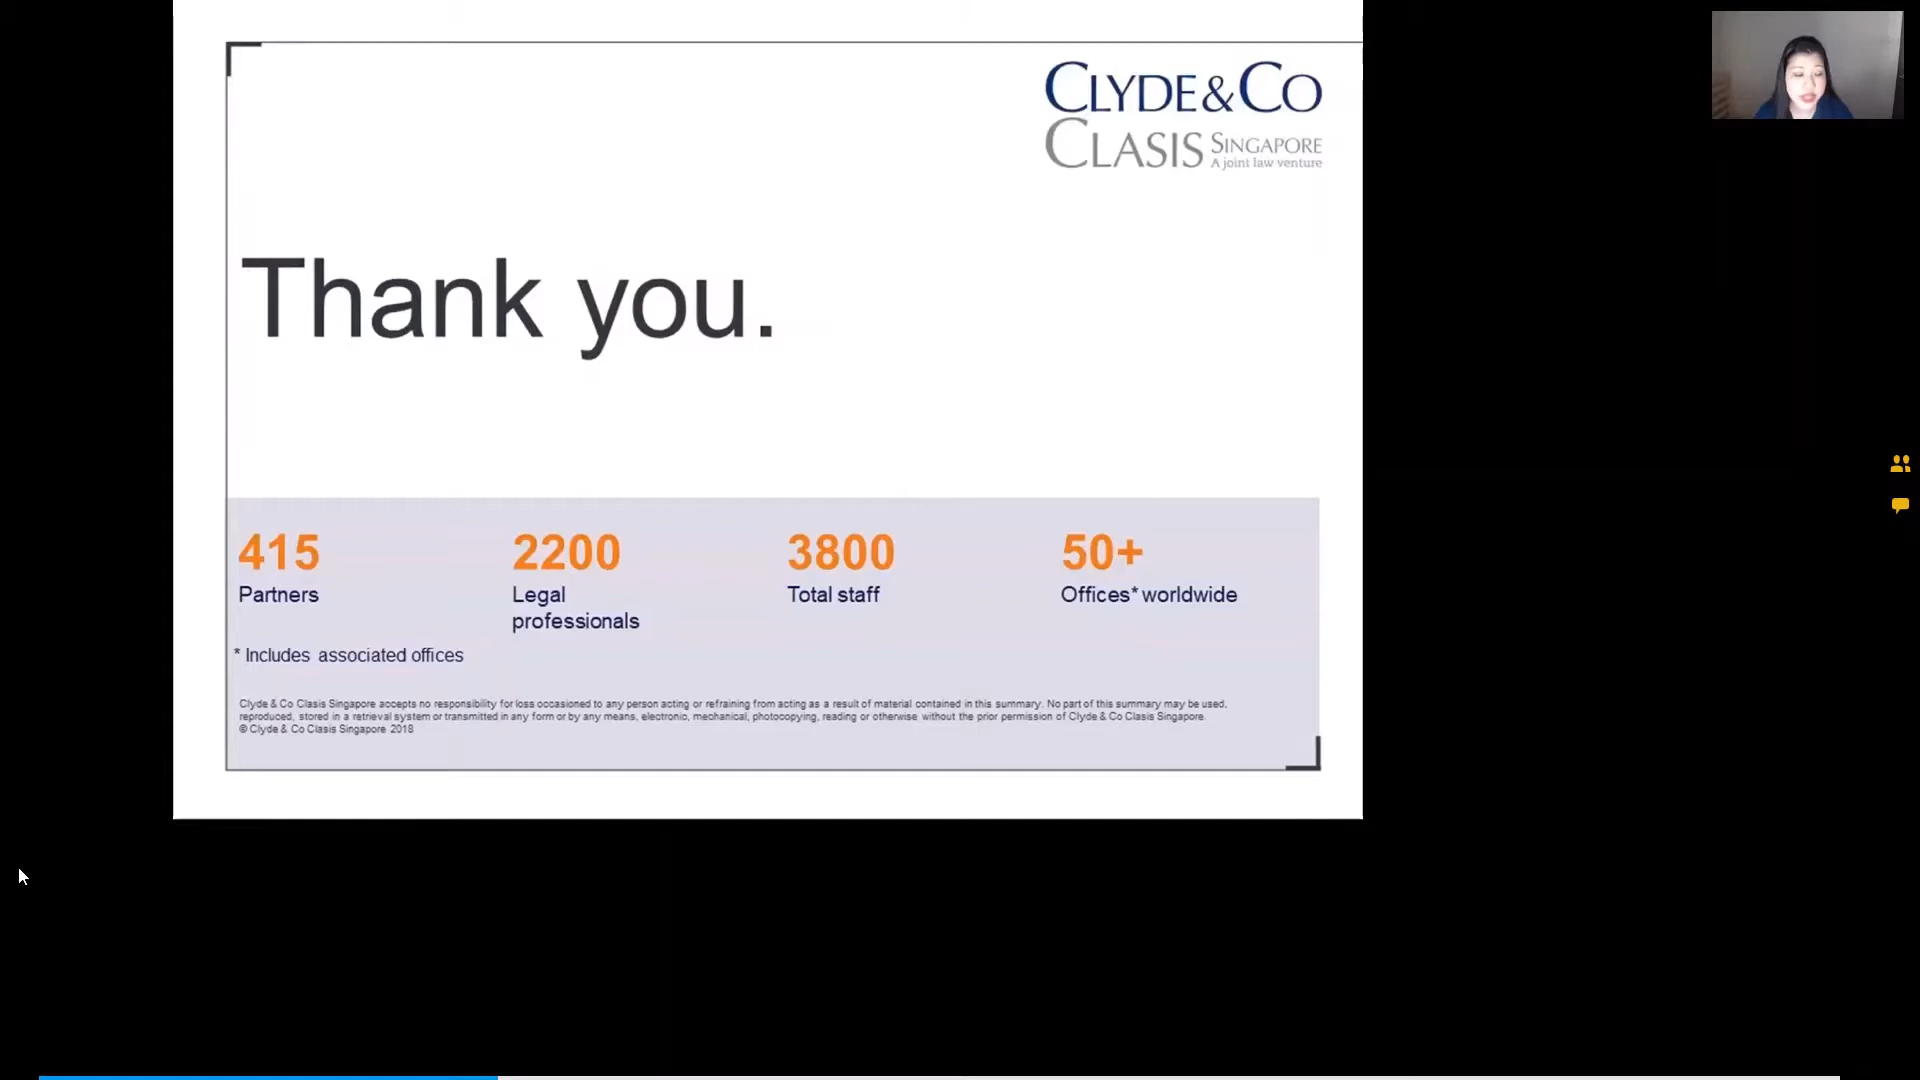 CLYDE&CO
CLASIS SINGAPORE
A joint law venture
Thank you.
415
Partners
2200
Legal
professionals
3800
Total staff
50+
Offices* worldwide
* Includes associated offices
Clyde & Co Clasis Singapore accepts no responsibility for loss occasioned to any person acting or refraining from acting as a result of material contained in this summary. No part of this summary may be used,
reproduced, stored in a retrieval system or transmitted in any form or by any means, electronic, mechanical, photocopying, reading or otherwise without the prior permission of Clyde & Co Clasis Singapore.
© Clyde & Co Clasis Singapore 2018